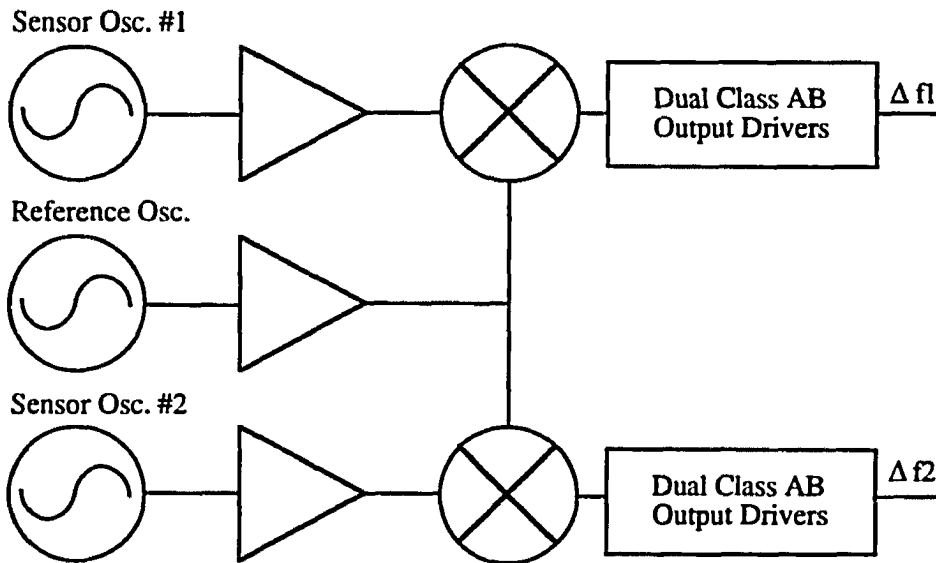 Sensor Osc. #1
Dual Class AB
Output Drivers
Δ f1
Reference Osc.
Sensor Osc. #2
Dual Class AB
Output Drivers
Δ f2